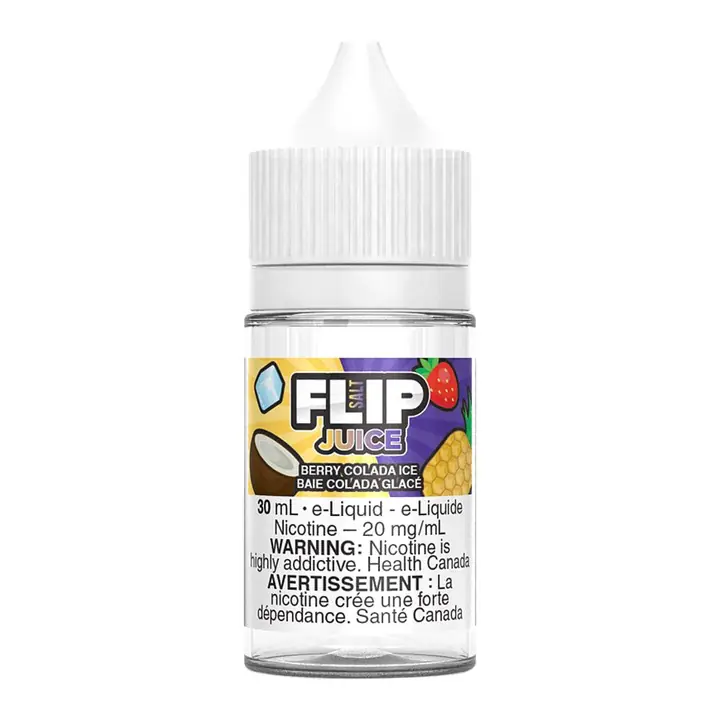 FLIP
SALT
JUICE
BERRY COLADA ICE
BAIE COLADA GLACÉ
30 mL • e-Liquid - e-Liquide
Nicotine — 20 mg/mL
WARNING: Nicotine is
highly addictive. Health Canada
AVERTISSEMENT : La
nicotine crée une forte
dépendance. Santé Canada